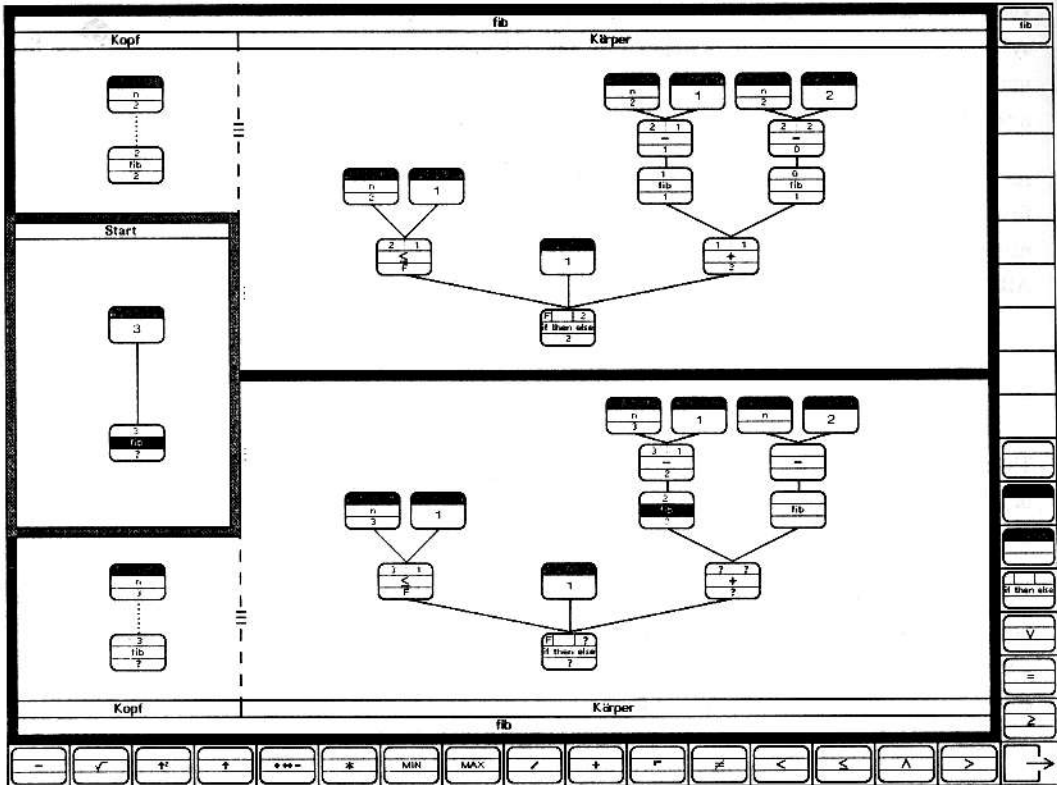 fib
fib
Kopf
Kärper
n
2
2
fib
2
n
2
1
n
2
2
2 1
−
1
2 2
−
0
1
fib
1
0
fib
1
n
2
1
2 1
≤
F
1
1 1
+
2
F 2
if then else
2
Start
3
3
fib
?
n
3
1
n
2
3 1
−
2
−
2
fib
?
fib
n
3
1
3 1
≤
F
1
? ?
+
?
F ?
if then else
?
n
3
3
fib
?
Kopf
Kärper
fib
if then else
V
=
≥
−
√
↑²
↑
*
MIN
MAX
/
+
≠
<
≤
Λ
>
→